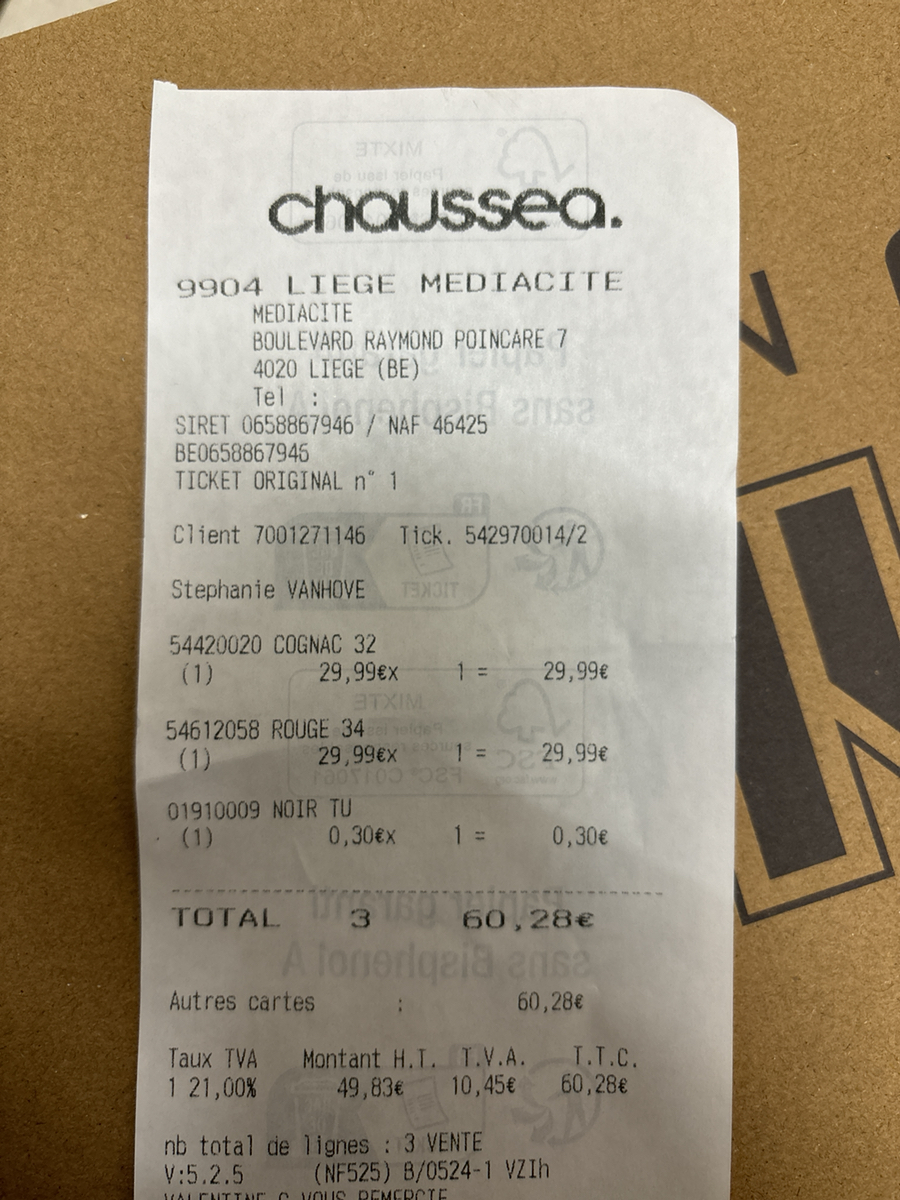 chaussea.
9904 LIEGE MEDIACITE
MEDIACITE
BOULEVARD RAYMOND POINCARE 7
4020 LIEGE (BE)
Tel :
SIRET 0658867946 / NAF 46425
BE0658867946
TICKET ORIGINAL n° 1
Client 7001271146 Tick. 542970014/2
Stephanie VANHOVE
54420020 COGNAC 32
(1) 29,99€x 1 = 29,99€
54612058 ROUGE 34
(1) 29,99€x 1 = 29,99€
01910009 NOIR TU
(1) 0,30€x 1 = 0,30€
TOTAL 3 60,28€
Autres cartes : 60,28€
Taux TVA Montant H.T. T.V.A. T.T.C.
1 21,00% 49,83€ 10,45€ 60,28€
nb total de lignes : 3 VENTE
V:5.2.5 (NF525) B/0524-1 VZIh
VALENTINE C VOUS REMERCIE